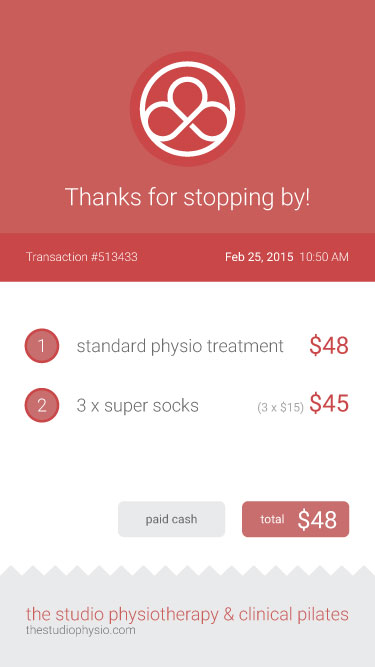 Thanks for stopping by!
Transaction #513433 Feb 25, 2015 10:50 AM
1 standard physio treatment $48
2 3 x super socks (3 x $15) $45
paid cash total $48
the studio physiotherapy & clinical pilates
thestudiophysio.com